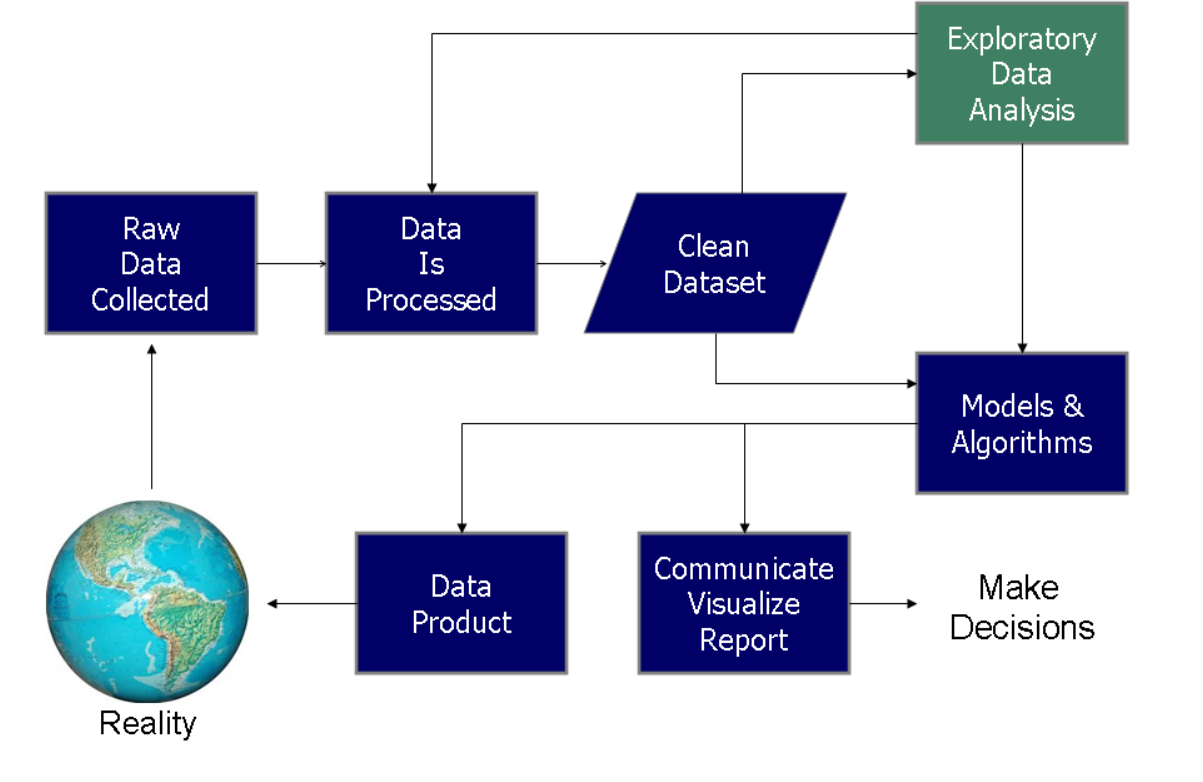 Exploratory
Data
Analysis
Raw
Data
Collected
Data
Is
Processed
Clean
Dataset
Models &
Algorithms
Data
Product
Communicate
Visualize
Report
Make
Decisions
Reality